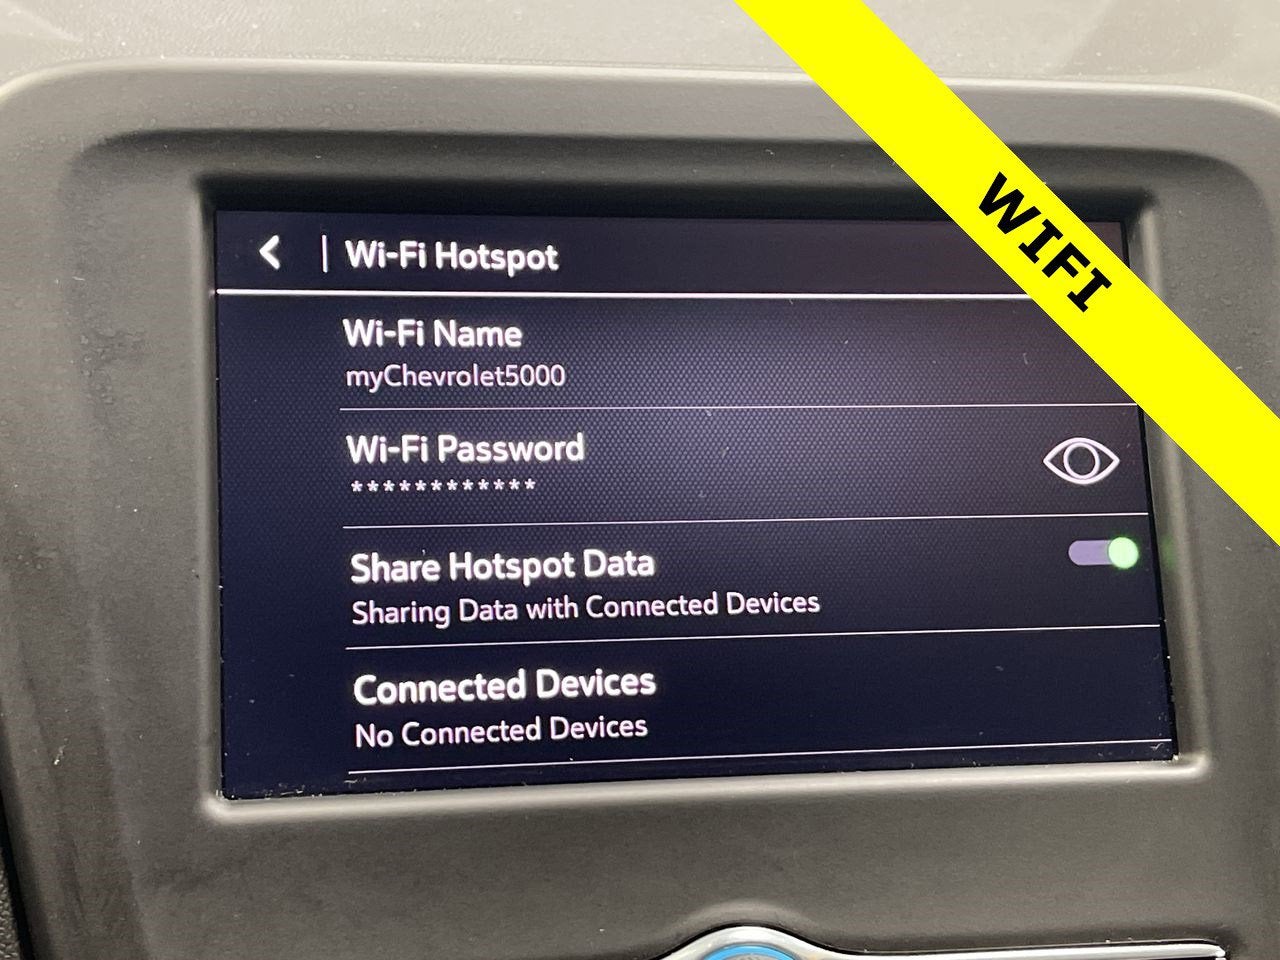 WIFI
Wi-Fi Hotspot
Wi-Fi Name
myChevrolet5000
Wi-Fi Password
************
Share Hotspot Data
Sharing Data with Connected Devices
Connected Devices
No Connected Devices